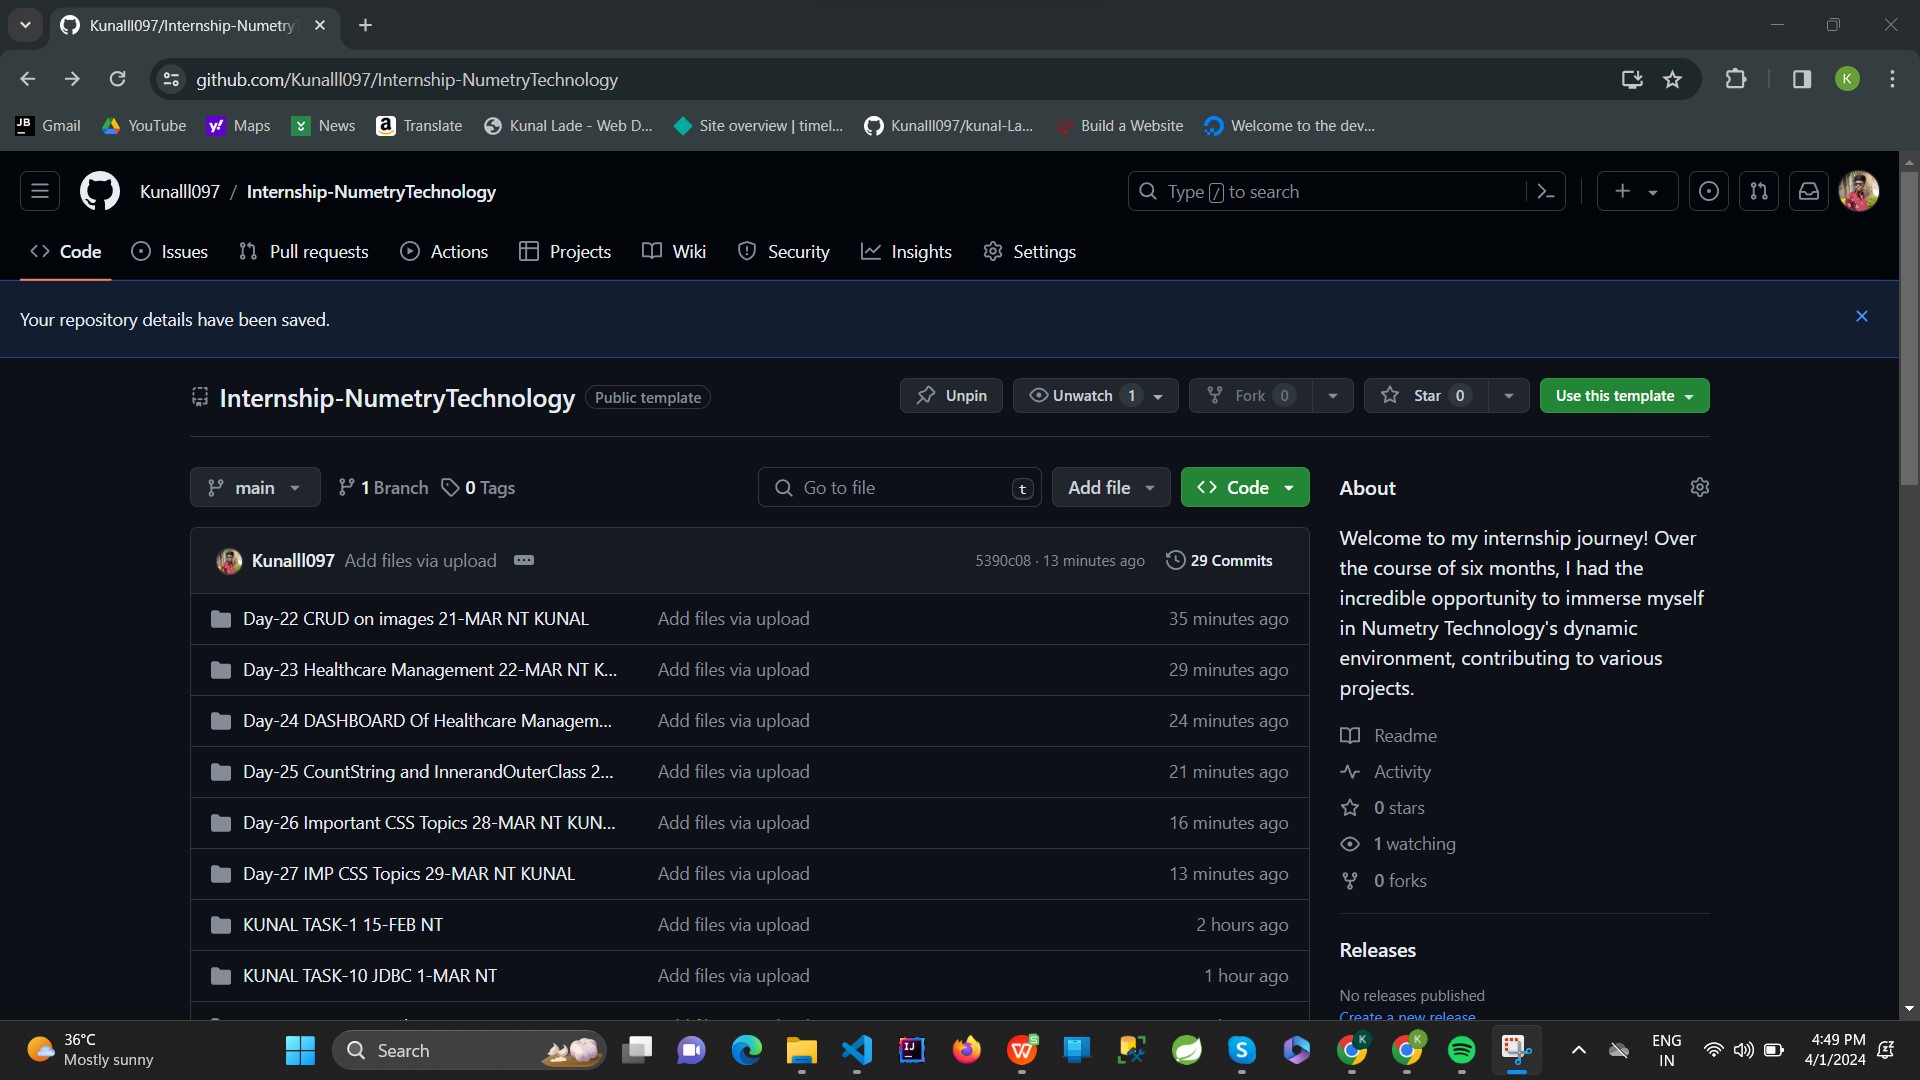 Kunalll097/Internship-Numetry
github.com/Kunalll097/Internship-NumetryTechnology
K
JB Gmail YouTube y! Maps News a Translate Kunal Lade - Web D... Site overview | timel... Kunalll097/kunal-La... Build a Website Welcome to the dev...
Kunalll097 / Internship-NumetryTechnology Type / to search
Code Issues Pull requests Actions Projects Wiki Security Insights Settings
Your repository details have been saved.
Internship-NumetryTechnology Public template Unpin Unwatch 1 Fork 0 Star 0 Use this template
main 1 Branch 0 Tags Go to file t Add file Code
Kunalll097 Add files via upload 5390c08 · 13 minutes ago 29 Commits
Day-22 CRUD on images 21-MAR NT KUNAL Add files via upload 35 minutes ago
Day-23 Healthcare Management 22-MAR NT K... Add files via upload 29 minutes ago
Day-24 DASHBOARD Of Healthcare Managem... Add files via upload 24 minutes ago
Day-25 CountString and InnerandOuterClass 2... Add files via upload 21 minutes ago
Day-26 Important CSS Topics 28-MAR NT KUN... Add files via upload 16 minutes ago
Day-27 IMP CSS Topics 29-MAR NT KUNAL Add files via upload 13 minutes ago
KUNAL TASK-1 15-FEB NT Add files via upload 2 hours ago
KUNAL TASK-10 JDBC 1-MAR NT Add files via upload 1 hour ago
About
Welcome to my internship journey! Over
the course of six months, I had the
incredible opportunity to immerse myself
in Numetry Technology's dynamic
environment, contributing to various
projects.
Readme
Activity
0 stars
1 watching
0 forks
Releases
No releases published
Create a new release
36°C
Mostly sunny
Search
ENG
IN
4:49 PM
4/1/2024